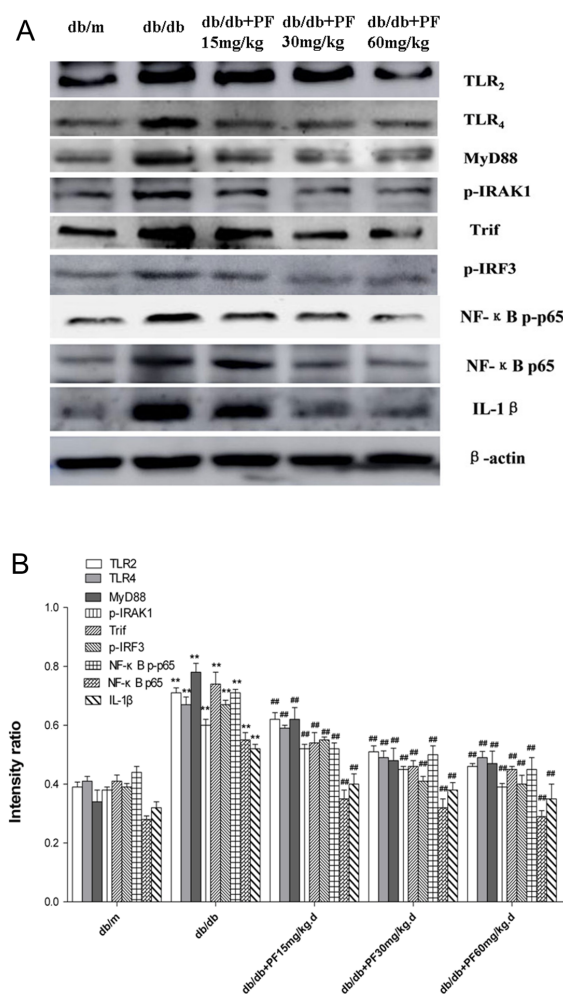 A
db/m db/db db/db+PF 15mg/kg db/db+PF 30mg/kg db/db+PF 60mg/kg
TLR₂
TLR₄
MyD88
p-IRAK1
Trif
p-IRF3
NF-κB p-p65
NF-κB p65
IL-1β
β-actin
B
TLR2
TLR4
MyD88
p-IRAK1
Trif
p-IRF3
NF-κ B p-p65
NF-κ B p65
IL-1β
Intensity ratio
1.0
0.8
0.6
0.4
0.2
0.0
** ** ** ** ** ** ** ** **
## ## ## ## ## ## ## ## ##
## ## ## ## ## ## ## ## ##
## ## ## ## ## ## ## ## ##
db/m
db/db
db/db+PF15mg/kg.d
db/db+PF30mg/kg.d
db/db+PF60mg/kg.d